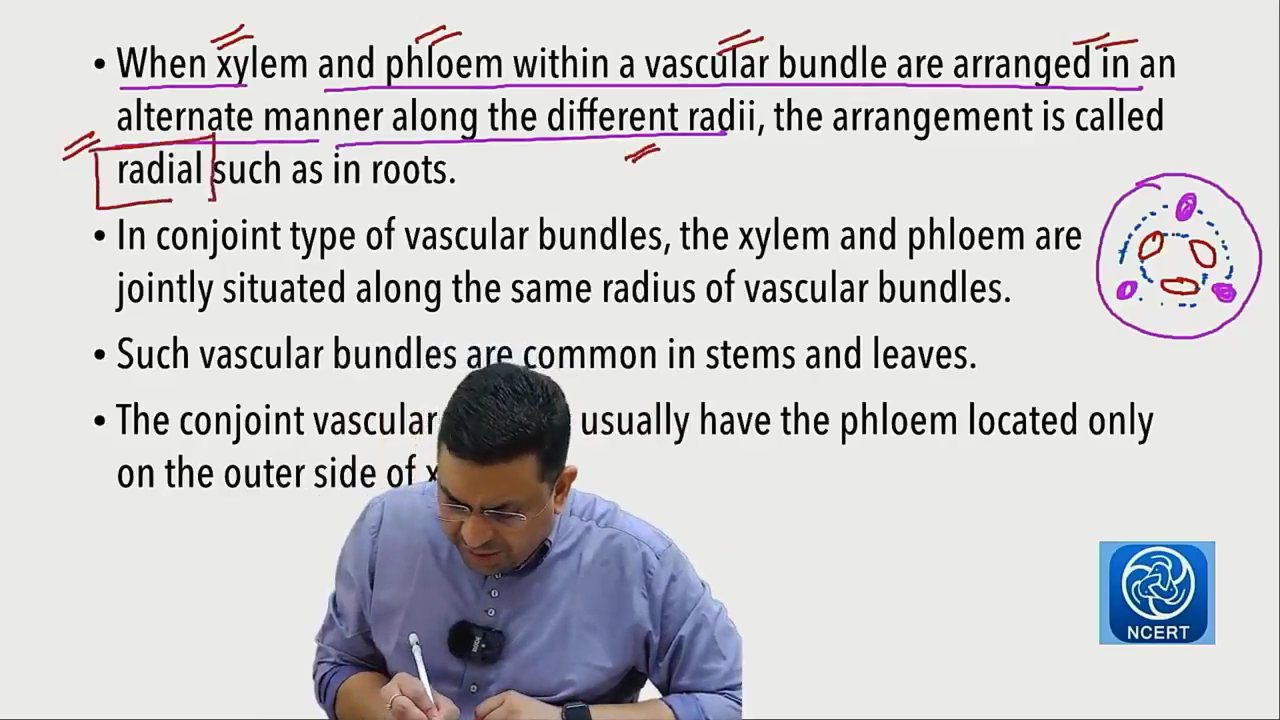 • When xylem and phloem within a vascular bundle are arranged in an
alternate manner along the different radii, the arrangement is called
radial such as in roots.
• In conjoint type of vascular bundles, the xylem and phloem are
jointly situated along the same radius of vascular bundles.
• Such vascular bundles are common in stems and leaves.
• The conjoint vascular usually have the phloem located only
on the outer side of
NCERT